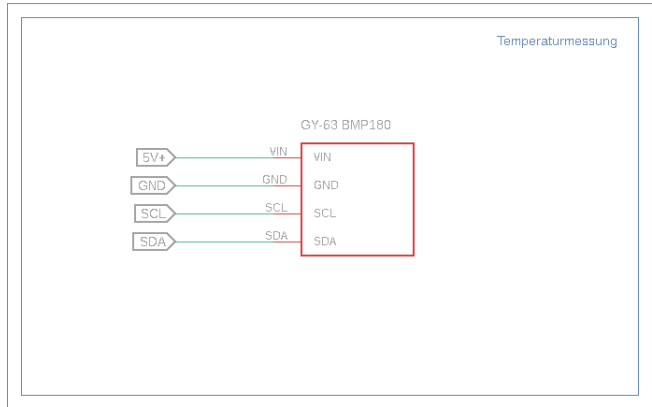 Temperaturmessung
GY-63 BMP180
5V+ VIN VIN
GND GND GND
SCL SCL SCL
SDA SDA SDA